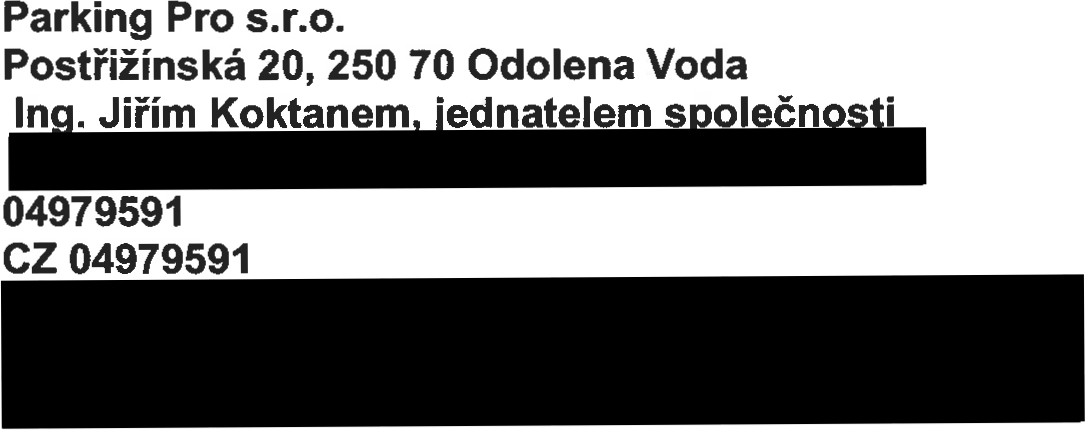 Parking Pro s.r.o.
Postřižínská 20, 250 70 Odolena Voda
Ing. Jiřím Koktanem, jednatelem společnosti
04979591
CZ 04979591